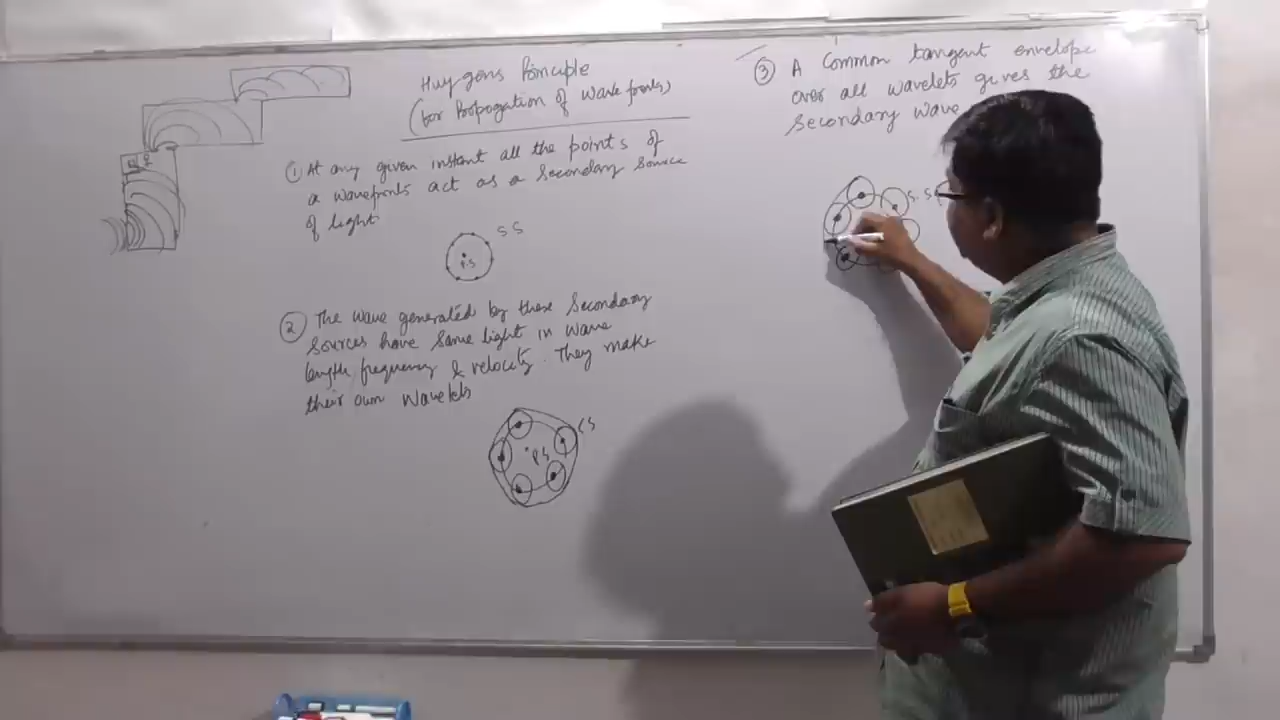 Huygens Principle
(for Propogation of Wave fronts)
① At any given instant all the points of
a wavefronts act as a Secondary Source
of light
S S
P.S
② The wave generated by these Secondary
Sources have same light in wave
length, frequency & velocity. They make
their own Wavelets
S S
P S
③ A Common tangent envelope
over all wavelets gives the
Secondary Wave
S. S